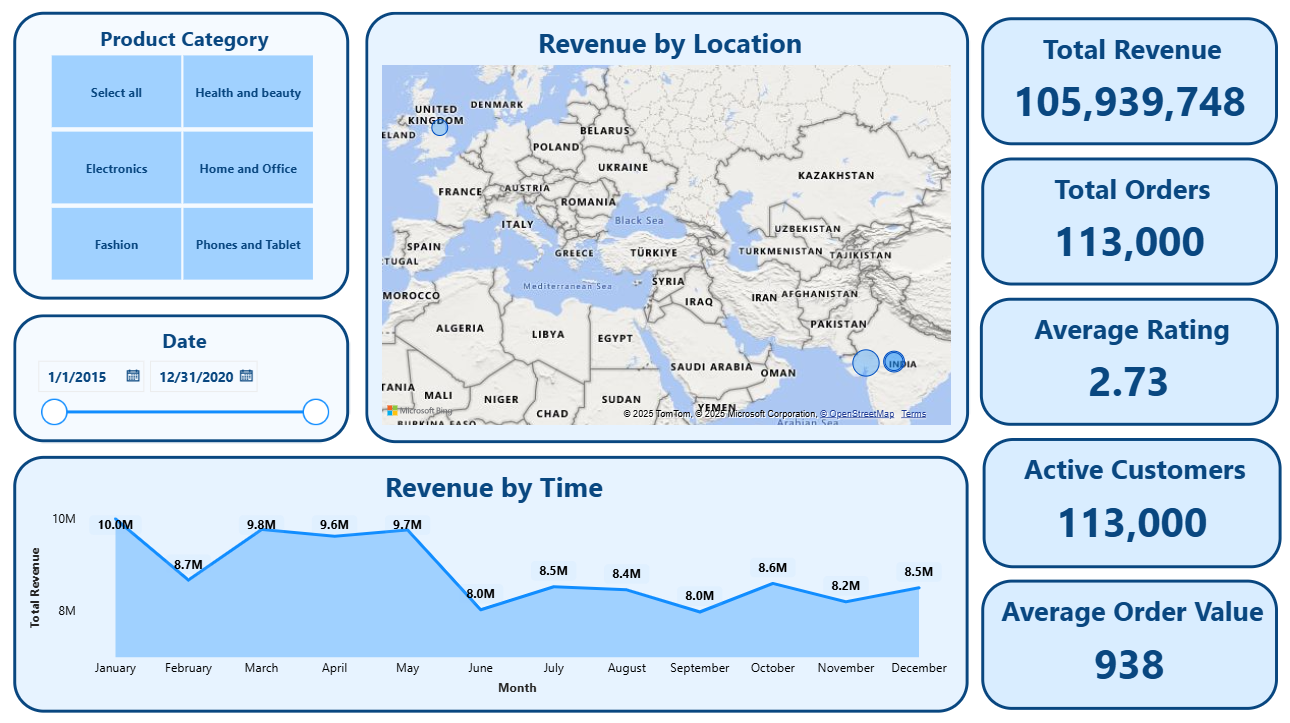 Product Category
Select all
Health and beauty
Electronics
Home and Office
Fashion
Phones and Tablet
Date
1/1/2015
12/31/2020
Revenue by Location
UNITED
KINGDOM
DENMARK
ELAND
BELARUS
POLAND
UKRAINE
FRANCE
AUSTRIA
KAZAKHSTAN
ROMANIA
ITALY
Black Sea
UZBEKISTAN
SPAIN
GREECE
TÜRKIYE
TURKMENISTAN
TAJIKISTAN
TUGAL
Mediterranean Sea
SYRIA
MOROCCO
IRAQ
IRAN
AFGHANISTAN
ALGERIA
LIBYA
EGYPT
PAKISTAN
SAUDI ARABIA
OMAN
INDIA
TANIA
MALI
NIGER
SUDAN
CHAD
YEMEN
BURKINA FASO
Arabian Sea
Microsoft Bing
© 2025 TomTom, © 2025 Microsoft Corporation, © OpenStreetMap Terms
Total Revenue
105,939,748
Total Orders
113,000
Average Rating
2.73
Active Customers
113,000
Average Order Value
938
Revenue by Time
Total Revenue
10M
8M
10.0M
8.7M
9.8M
9.6M
9.7M
8.0M
8.5M
8.4M
8.0M
8.6M
8.2M
8.5M
January
February
March
April
May
June
July
August
September
October
November
December
Month